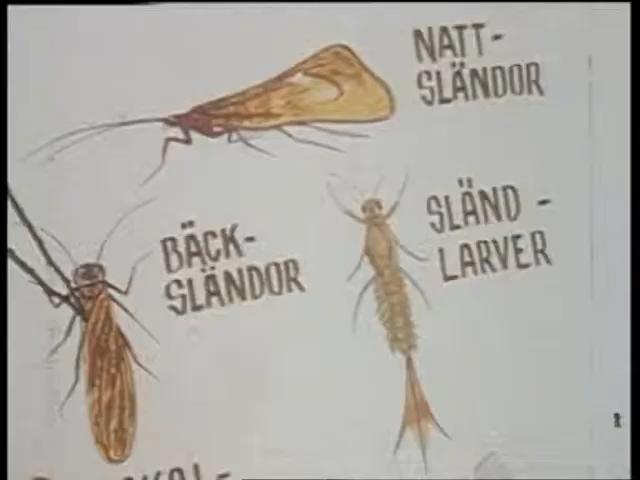 NATT-
SLÄNDOR
SLÄND-
LARVER
BÄCK-
SLÄNDOR